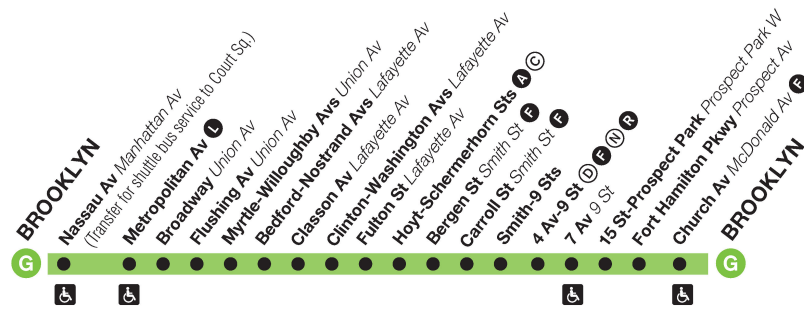 BROOKLYN
G
Nassau Av Manhattan Av
(Transfer for shuttle bus service to Court Sq.)
Metropolitan Av L
Broadway Union Av
Flushing Av Union Av
Myrtle-Willoughby Avs Union Av
Bedford-Nostrand Avs Lafayette Av
Classon Av Lafayette Av
Clinton-Washington Avs Lafayette Av
Fulton St Lafayette Av
Hoyt-Schermerhorn Sts A C
Bergen St Smith St F
Carroll St Smith St F
Smith-9 Sts
4 Av-9 St D F N R
7 Av 9 St
15 St-Prospect Park Prospect Park W
Fort Hamilton Pkwy Prospect Av
Church Av McDonald Av F
BROOKLYN
G